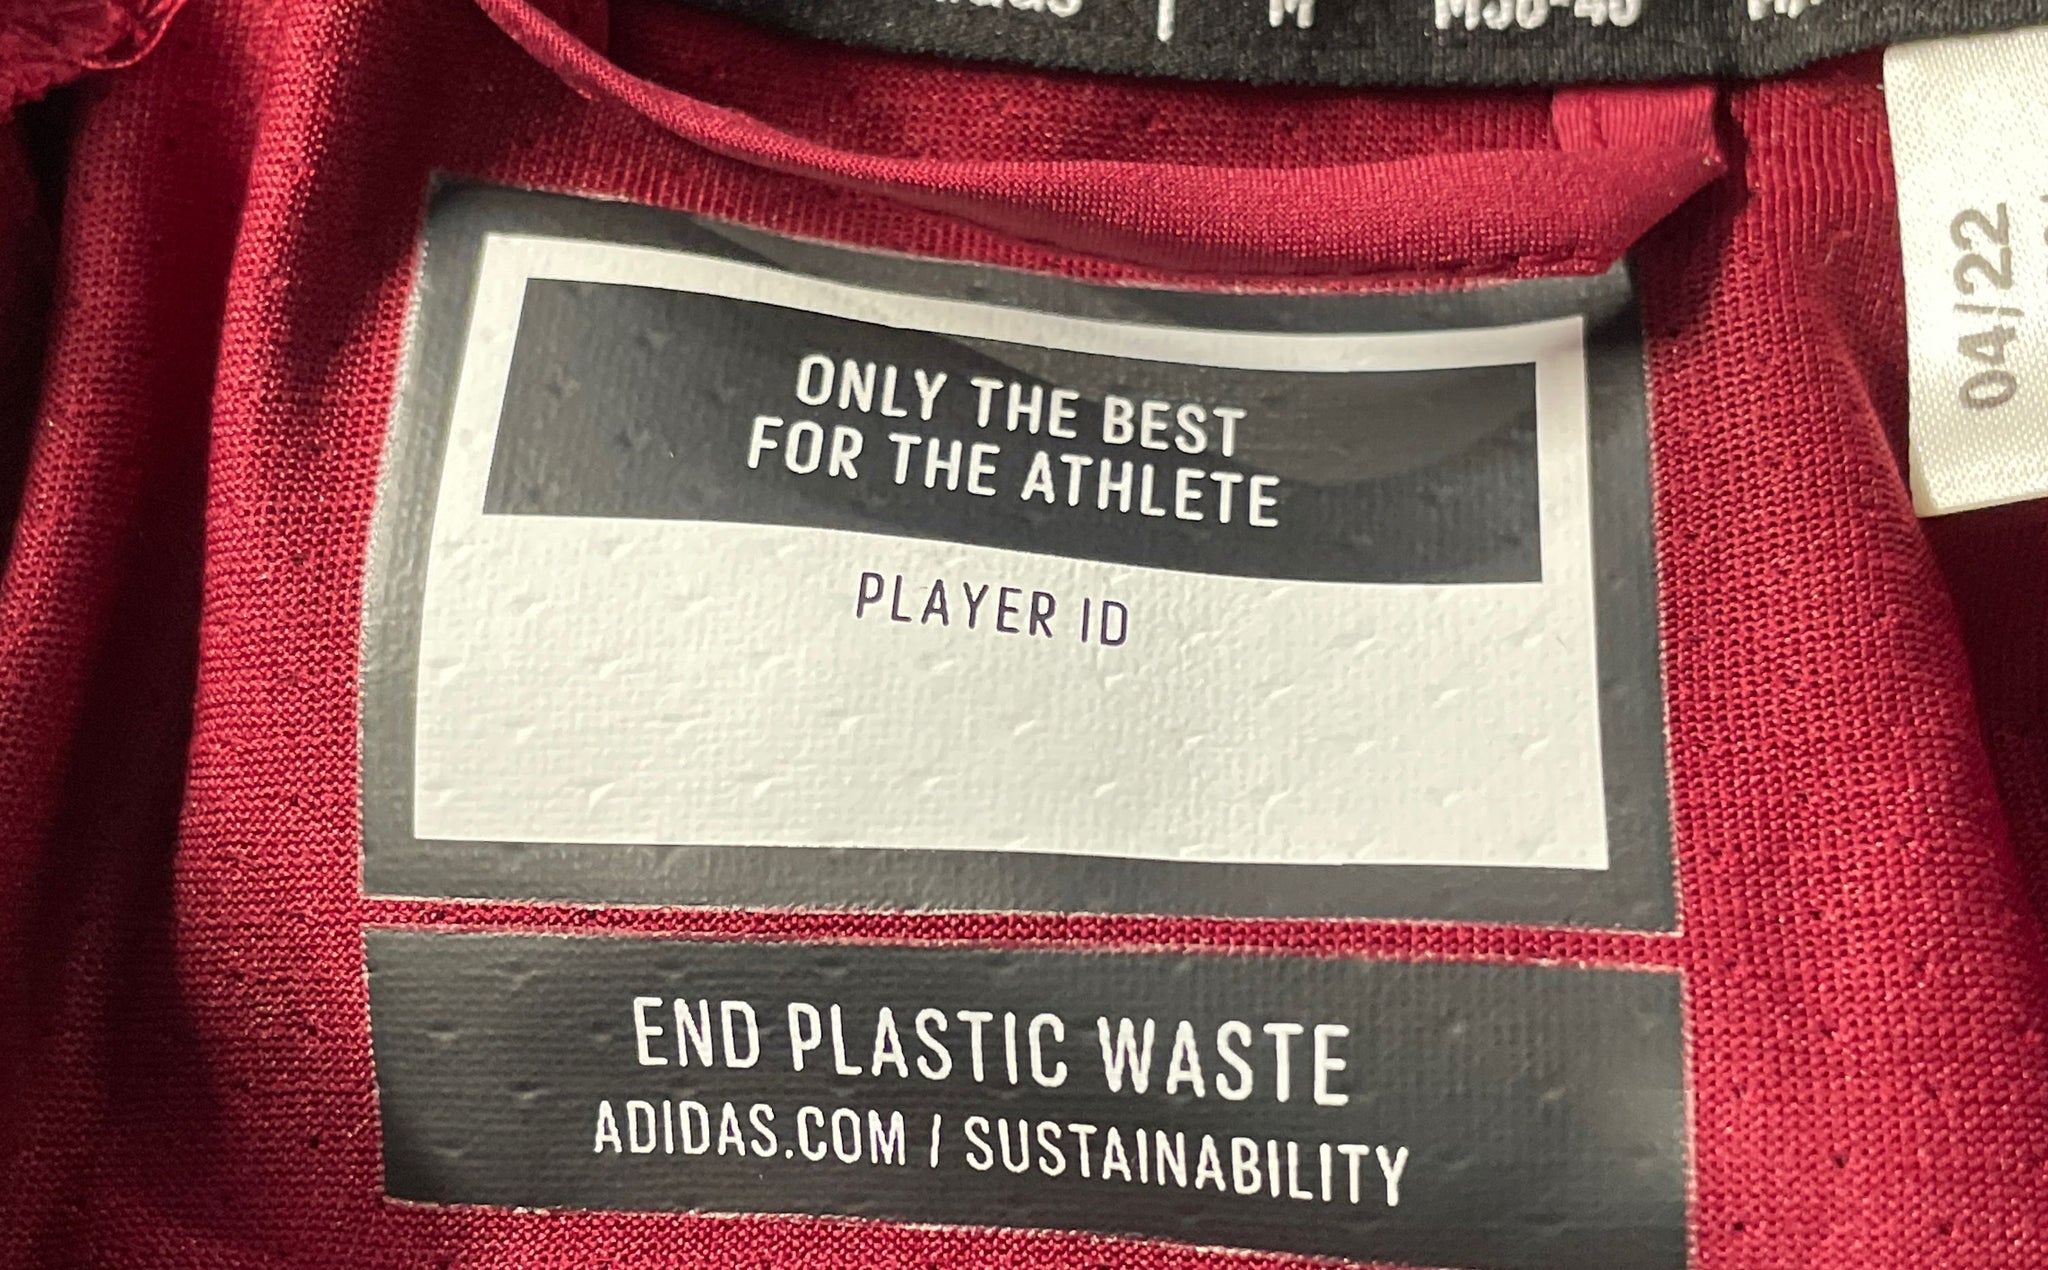 M
ONLY THE BEST
FOR THE ATHLETE
PLAYER ID
END PLASTIC WASTE
ADIDAS.COM / SUSTAINABILITY
04/22